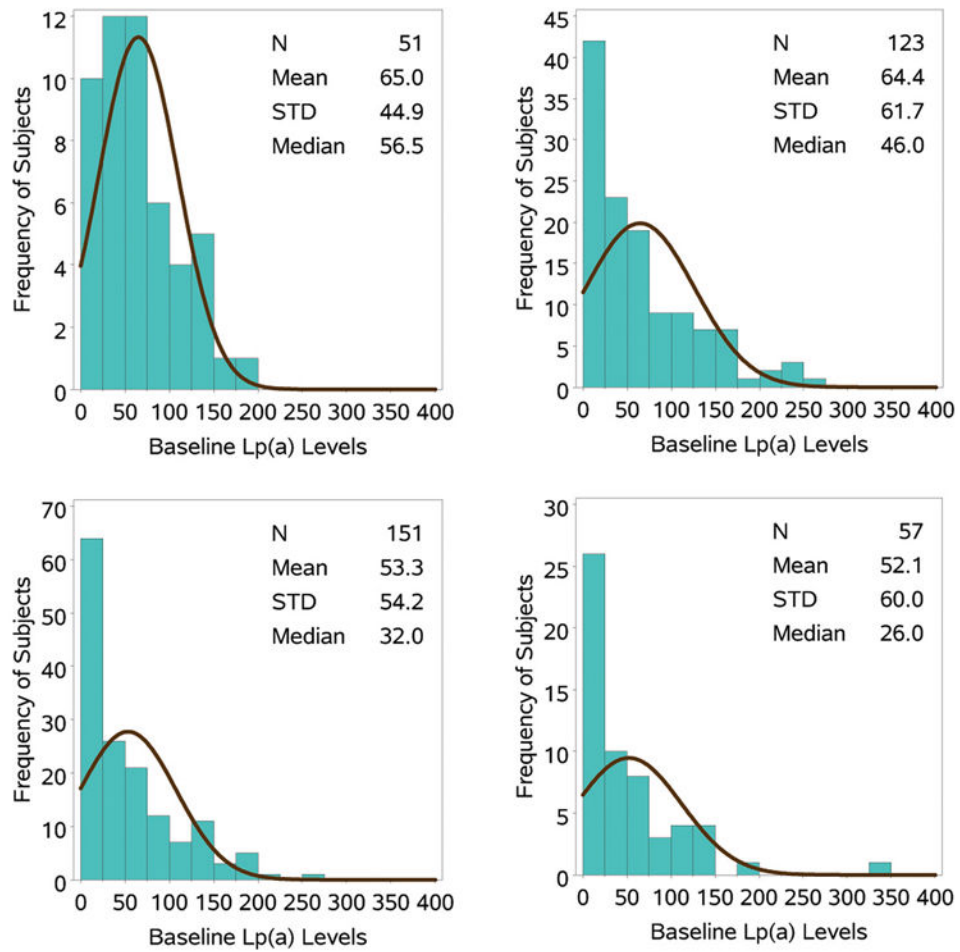 12
10
8
6
4
2
0
Frequency of Subjects
N 51
Mean 65.0
STD 44.9
Median 56.5
0 50 100 150 200 250 300 350 400
Baseline Lp(a) Levels
45
40
35
30
25
20
15
10
5
0
Frequency of Subjects
N 123
Mean 64.4
STD 61.7
Median 46.0
0 50 100 150 200 250 300 350 400
Baseline Lp(a) Levels
70
60
50
40
30
20
10
0
Frequency of Subjects
N 151
Mean 53.3
STD 54.2
Median 32.0
0 50 100 150 200 250 300 350 400
Baseline Lp(a) Levels
30
25
20
15
10
5
0
Frequency of Subjects
N 57
Mean 52.1
STD 60.0
Median 26.0
0 50 100 150 200 250 300 350 400
Baseline Lp(a) Levels